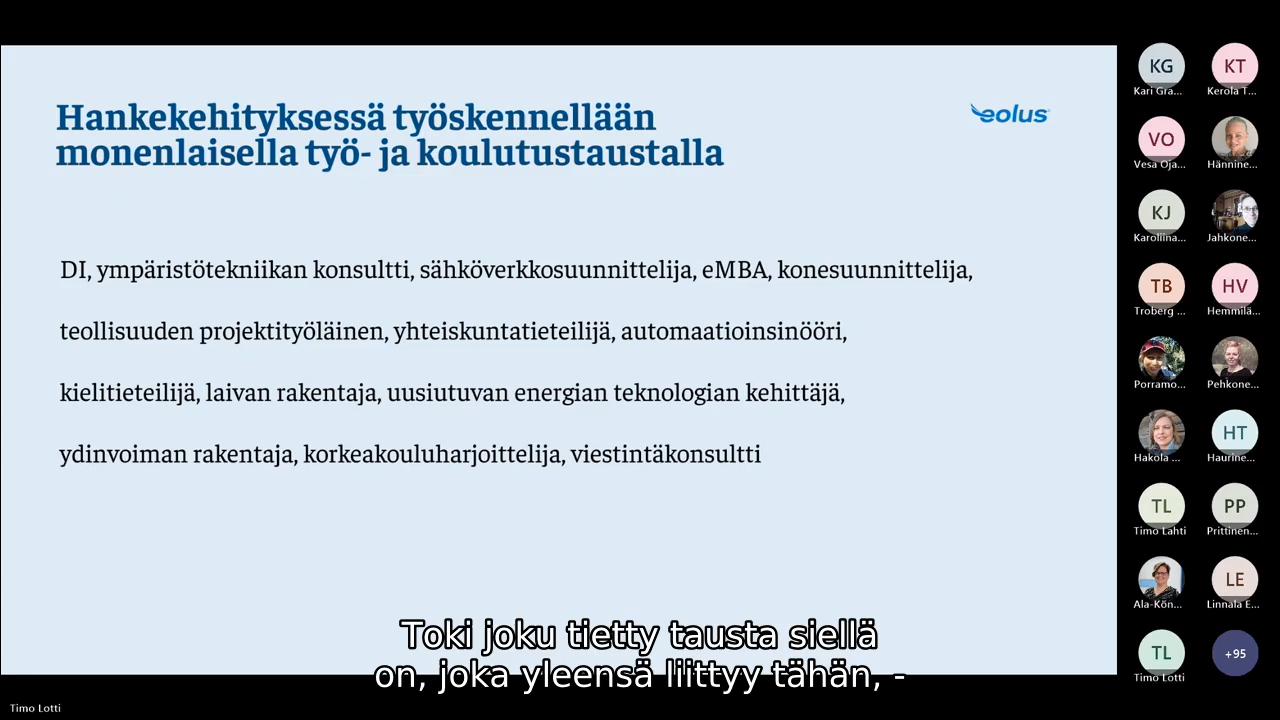 Hankekehityksessä työskennellään
monenlaisella työ- ja koulutustaustalla
eolus
DI, ympäristötekniikan konsultti, sähköverkkosuunnittelija, eMBA, konesuunnittelija,
teollisuuden projektityöläinen, yhteiskuntatieteilijä, automaatioinsinööri,
kielitieteilijä, laivan rakentaja, uusiutuvan energian teknologian kehittäjä,
ydinvoiman rakentaja, korkeakouluharjoittelija, viestintäkonsultti
Toki joku tietty tausta siellä
on, joka yleensä liittyy tähän, -
Timo Lotti
KG KT
Kari Gra... Kerola T...
VO
Vesa Oja... Hännine...
KJ
Karoliina... Jahkone...
TB HV
Troberg ... Hemmilä...
Porramo... Pehkone...
HT
Hakola ... Haurine...
TL PP
Timo Lahti Prittinen...
LE
Ala-Kön... Linnala E...
TL +95
Timo Lotti